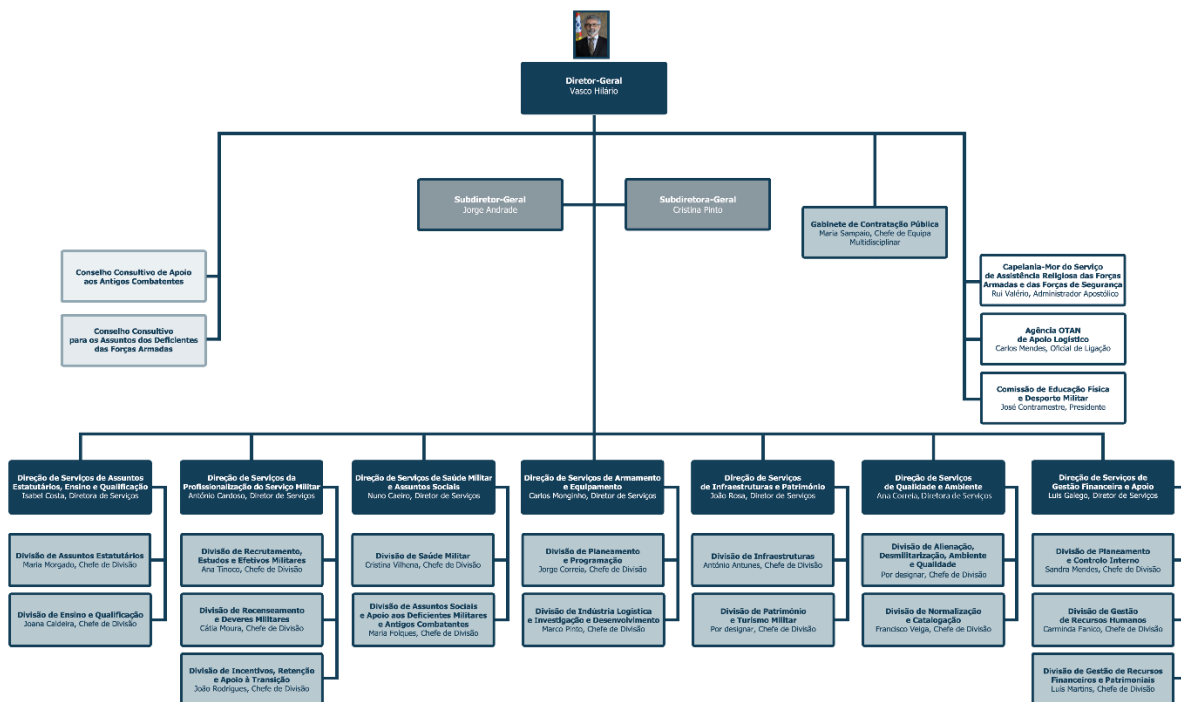 Diretor-Geral
Vasco Hilário
Subdiretor-Geral
Jorge Andrade
Subdiretora-Geral
Cristina Pinto
Gabinete de Contratação Pública
Maria Sampaio, Chefe de Equipa
Multidisciplinar
Conselho Consultivo de Apoio
aos Antigos Combatentes
Conselho Consultivo
para os Assuntos dos Deficientes
das Forças Armadas
Capelania-Mor do Serviço
de Assistência Religiosa das Forças
Armadas e das Forças de Segurança
Rui Valério, Administrador Apostólico
Agência OTAN
de Apoio Logístico
Carlos Mendes, Oficial de Ligação
Comissão de Educação Física
e Desporto Militar
José Contramestre, Presidente
Direção de Serviços de Assuntos
Estatutários, Ensino e Qualificação
Isabel Costa, Diretora de Serviços
Divisão de Assuntos Estatutários
Maria Morgado, Chefe de Divisão
Divisão de Ensino e Qualificação
Joana Caldeira, Chefe de Divisão
Direção de Serviços da
Profissionalização do Serviço Militar
António Cardoso, Diretor de Serviços
Divisão de Recrutamento,
Estudos e Efetivos Militares
Ana Tinoco, Chefe de Divisão
Divisão de Recenseamento
e Deveres Militares
Cátia Moura, Chefe de Divisão
Divisão de Incentivos, Retenção
e Apoio à Transição
João Rodrigues, Chefe de Divisão
Direção de Serviços de Saúde Militar
e Assuntos Sociais
Nuno Caeiro, Diretor de Serviços
Divisão de Saúde Militar
Cristina Vilhena, Chefe de Divisão
Divisão de Assuntos Sociais
e Apoio aos Deficientes Militares
e Antigos Combatentes
Maria Folques, Chefe de Divisão
Direção de Serviços de Armamento
e Equipamento
Carlos Monginho, Diretor de Serviços
Divisão de Planeamento
e Programação
Jorge Correia, Chefe de Divisão
Divisão de Indústria Logística
e Investigação e Desenvolvimento
Marco Pinto, Chefe de Divisão
Direção de Serviços
de Infraestruturas e Património
João Rosa, Diretor de Serviços
Divisão de Infraestruturas
António Antunes, Chefe de Divisão
Divisão de Património
e Turismo Militar
Por designar, Chefe de Divisão
Direção de Serviços
de Qualidade e Ambiente
Ana Correia, Diretora de Serviços
Divisão de Alienação,
Desmilitarização, Ambiente
e Qualidade
Por designar, Chefe de Divisão
Divisão de Normalização
e Catalogação
Francisco Veiga, Chefe de Divisão
Direção de Serviços de
Gestão Financeira e Apoio
Luis Galego, Diretor de Serviços
Divisão de Planeamento
e Controlo Interno
Sandra Mendes, Chefe de Divisão
Divisão de Gestão
de Recursos Humanos
Carminda Fanico, Chefe de Divisão
Divisão de Gestão de Recursos
Financeiros e Patrimoniais
Luis Martins, Chefe de Divisão